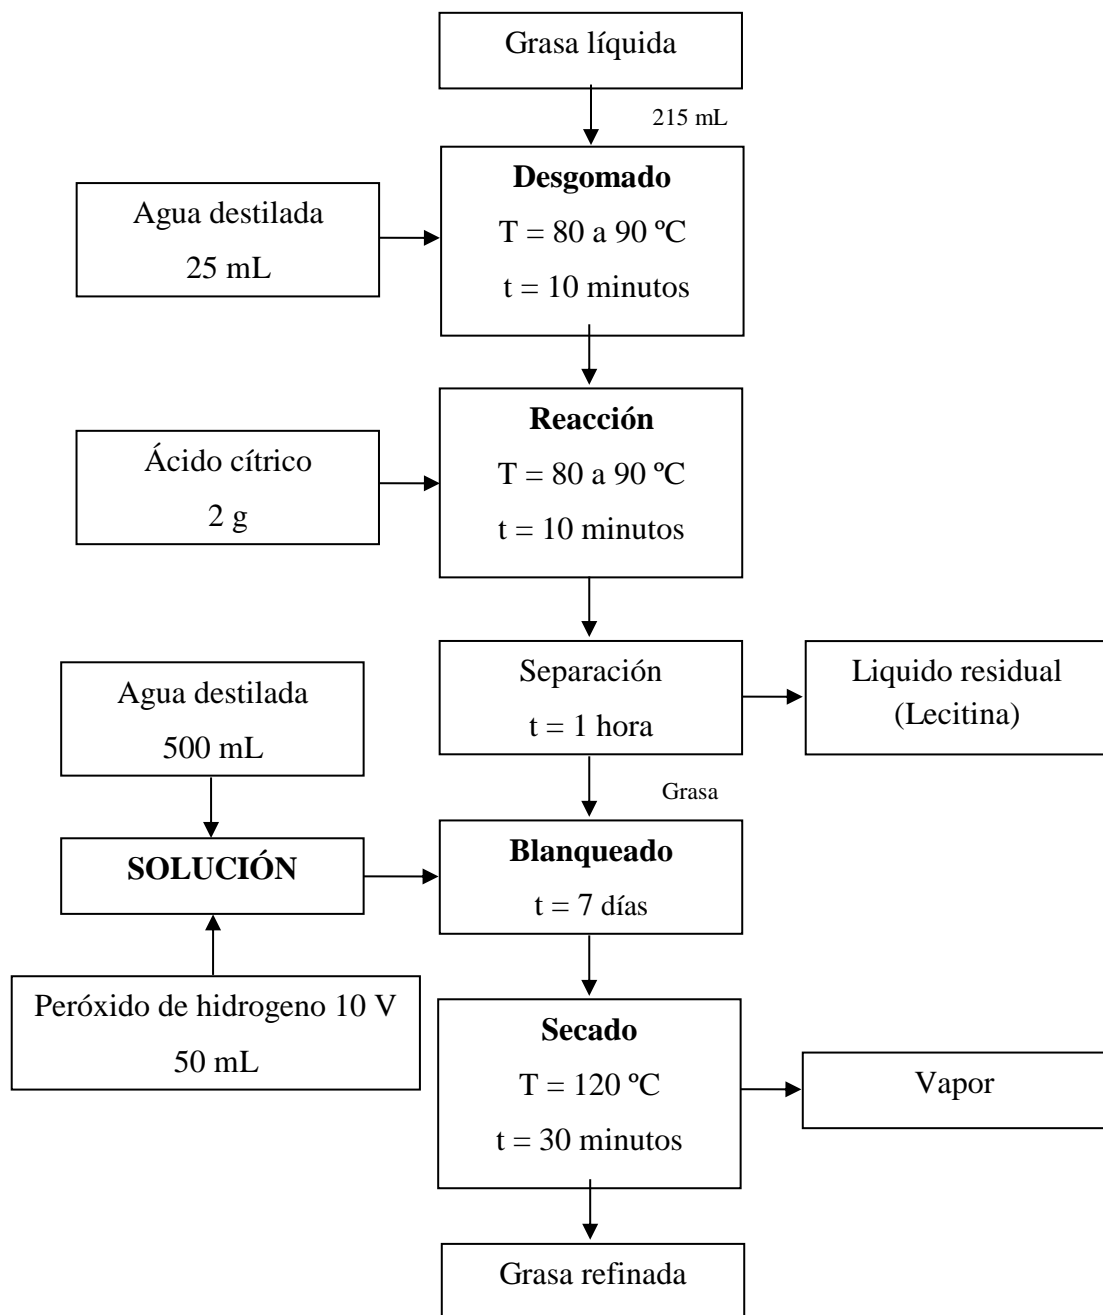 Grasa líquida
215 mL
Desgomado
T = 80 a 90 ºC
t = 10 minutos
Agua destilada
25 mL
Reacción
T = 80 a 90 ºC
t = 10 minutos
Ácido cítrico
2 g
Separación
t = 1 hora
Liquido residual
(Lecitina)
Agua destilada
500 mL
Grasa
SOLUCIÓN
Blanqueado
t = 7 días
Peróxido de hidrogeno 10 V
50 mL
Secado
T = 120 ºC
t = 30 minutos
Vapor
Grasa refinada